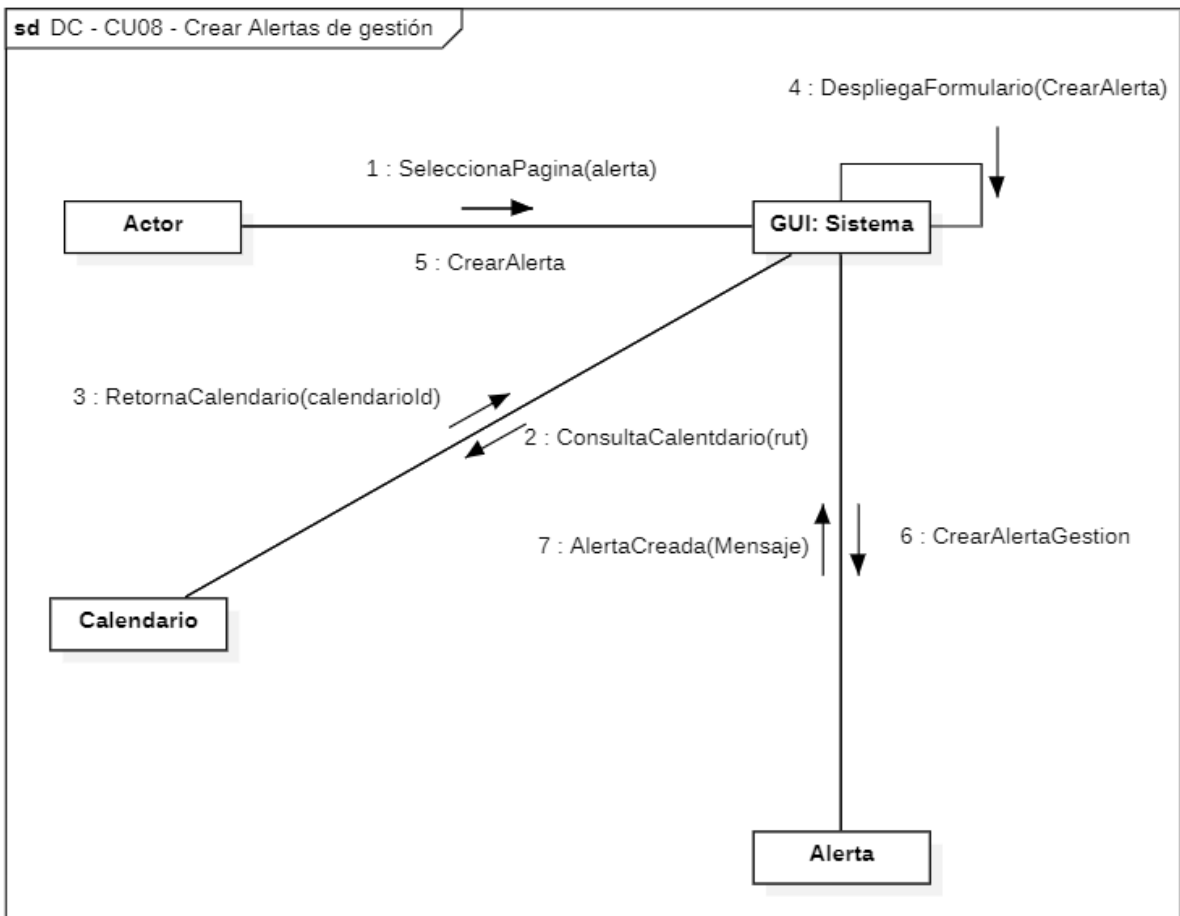 sd DC - CU08 - Crear Alertas de gestión
4 : DespliegaFormulario(CrearAlerta)
1 : SeleccionaPagina(alerta)
Actor
GUI: Sistema
5 : CrearAlerta
3 : RetornaCalendario(calendarioId)
2 : ConsultaCalentdario(rut)
7 : AlertaCreada(Mensaje)
6 : CrearAlertaGestion
Calendario
Alerta